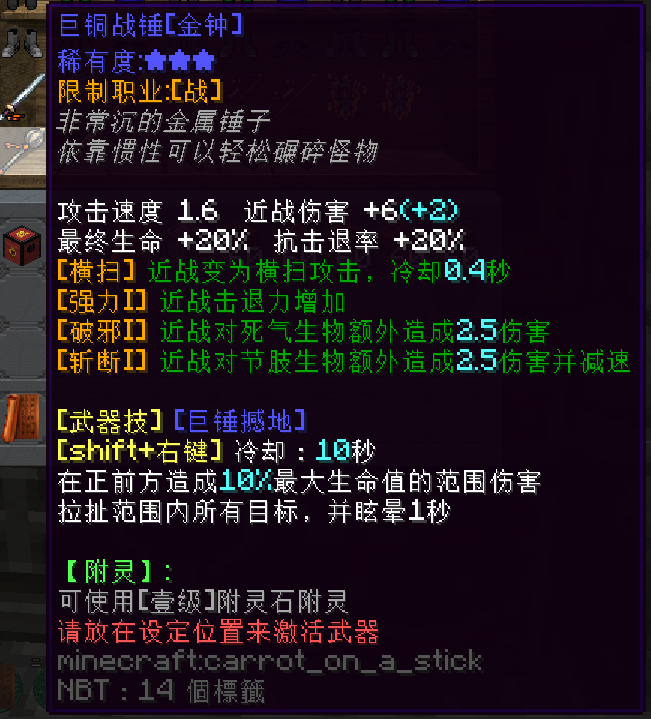 巨铜战锤[金钟]
稀有度:★★★
限制职业:[战]
非常沉的金属锤子
依靠惯性可以轻松碾碎怪物
攻击速度 1.6 近战伤害 +6(+2)
最终生命 +20% 抗击退率 +20%
[横扫] 近战变为横扫攻击，冷却0.4秒
[强力I] 近战击退力增加
[破邪I] 近战对死气生物额外造成2.5伤害
[斩断I] 近战对节肢生物额外造成2.5伤害并减速
[武器技] [巨锤撼地]
[shift+右键] 冷却：10秒
在正前方造成10%最大生命值的范围伤害
拉扯范围内所有目标，并眩晕1秒
【附灵】：
可使用[壹级]附灵石附灵
请放在设定位置来激活武器
minecraft:carrot_on_a_stick
NBT：14 個標籤